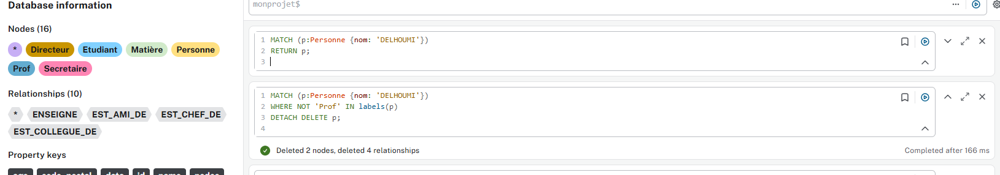 Database information
Nodes (16)
* Directeur Etudiant Matière Personne
Prof Secretaire
Relationships (10)
* ENSEIGNE EST_AMI_DE EST_CHEF_DE
EST_COLLEGUE_DE
Property keys
monprojet$
1 MATCH (p:Personne {nom: 'DELHOUMI'})
2 RETURN p;
3
1 MATCH (p:Personne {nom: 'DELHOUMI'})
2 WHERE NOT 'Prof' IN labels(p)
3 DETACH DELETE p;
4
Deleted 2 nodes, deleted 4 relationships
Completed after 166 ms